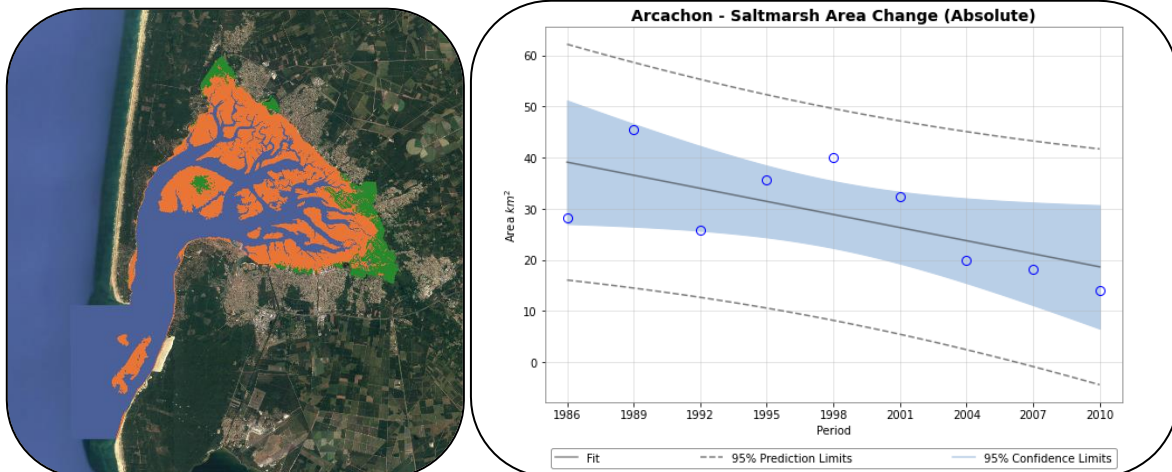 Arcachon - Saltmarsh Area Change (Absolute)
60
50
40
30
20
10
0
Area km²
1986 1989 1992 1995 1998 2001 2004 2007 2010
Period
Fit 95% Prediction Limits 95% Confidence Limits